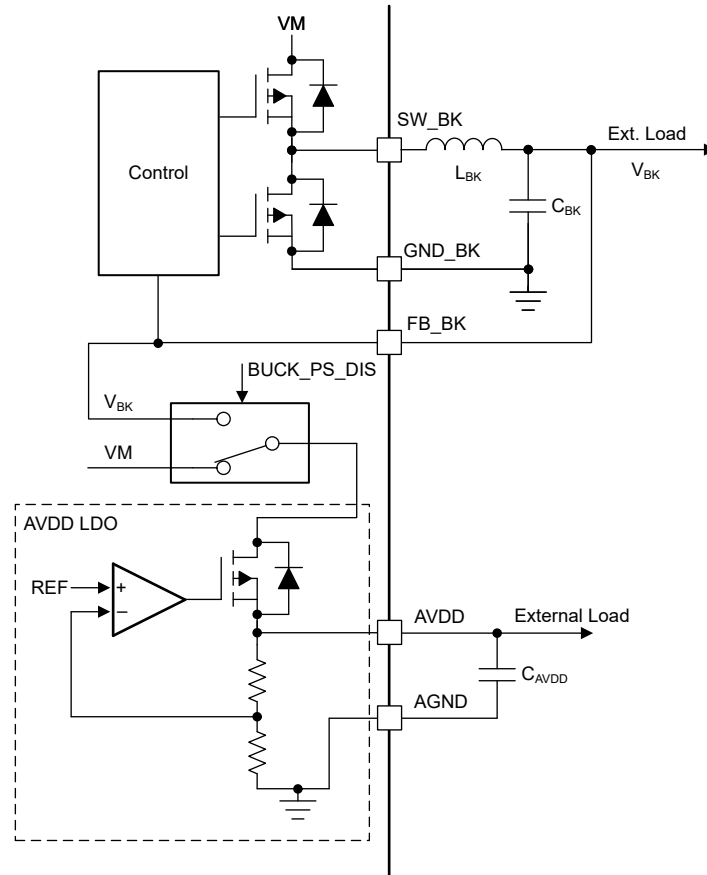 VM
Control
SW_BK
Ext. Load
L_BK
V_BK
C_BK
GND_BK
FB_BK
BUCK_PS_DIS
V_BK
VM
AVDD LDO
REF
+
–
AVDD
External Load
C_AVDD
AGND